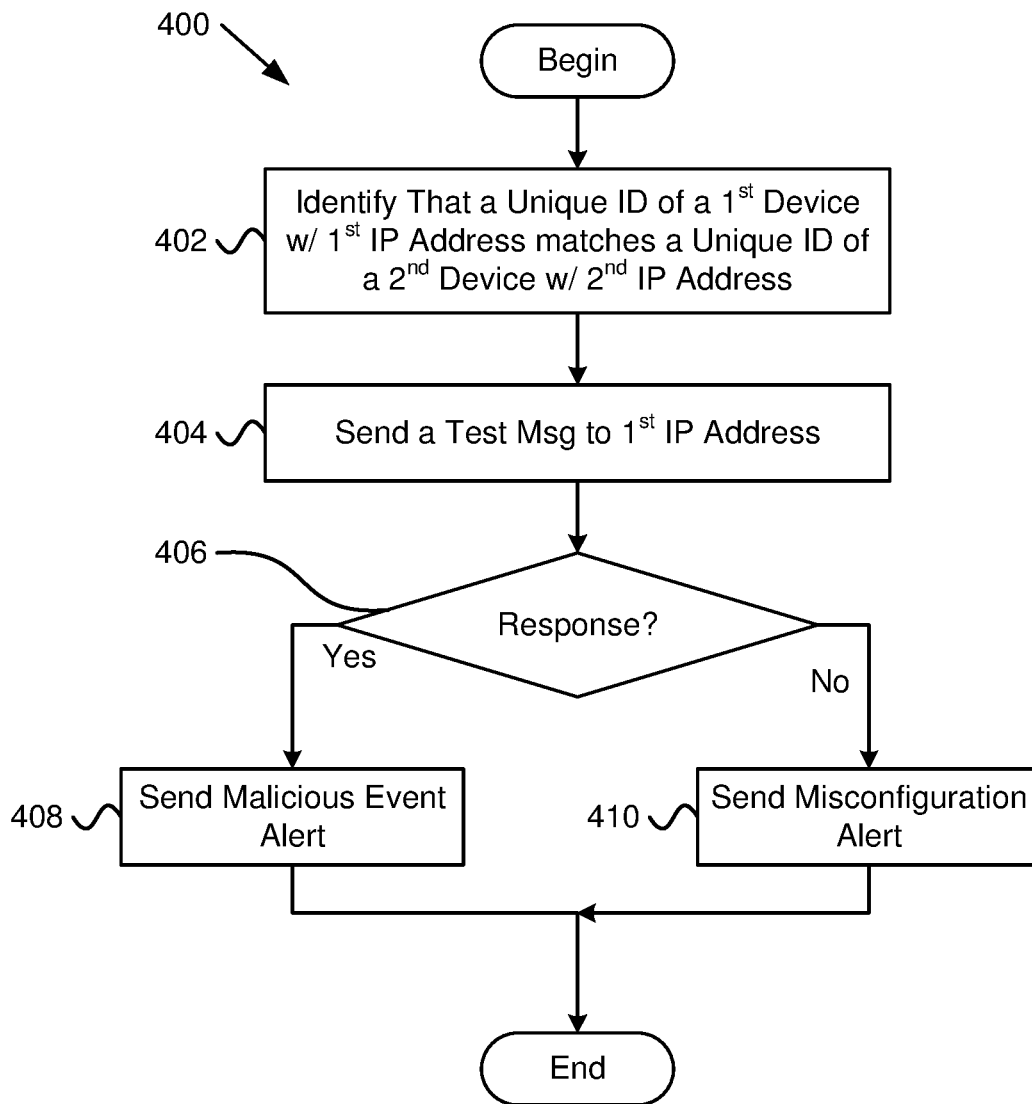 400
Begin
402
Identify That a Unique ID of a 1st Device
w/ 1st IP Address matches a Unique ID of
a 2nd Device w/ 2nd IP Address
404
Send a Test Msg to 1st IP Address
406
Response?
Yes
No
408
Send Malicious Event
Alert
410
Send Misconfiguration
Alert
End